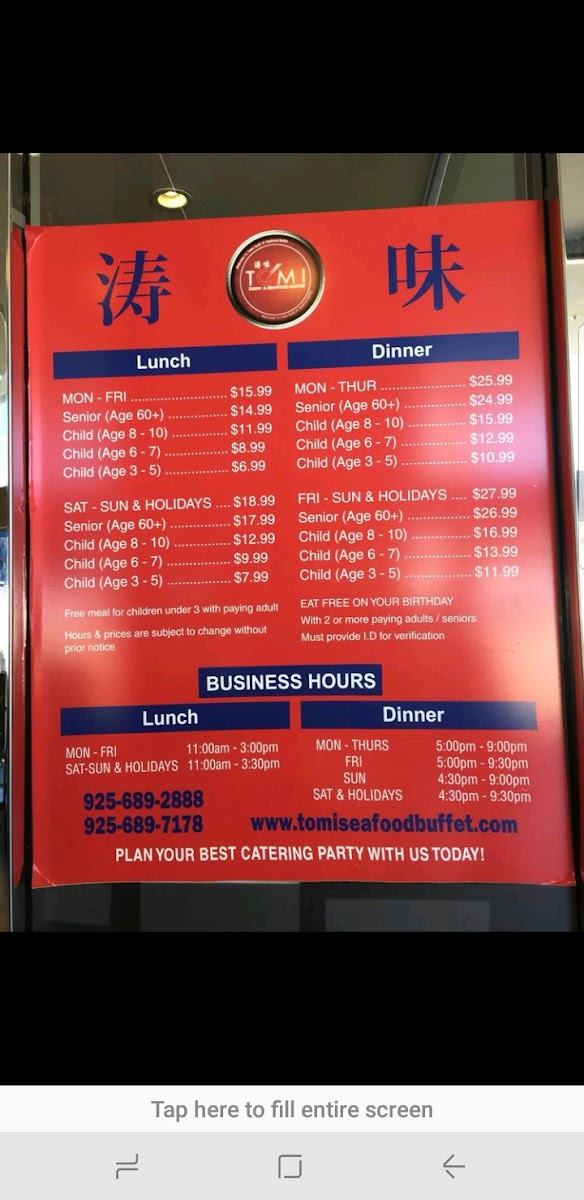 涛 味
涛 味
TOMI
SUSHI & SEAFOOD BUFFET
Lunch
MON - FRI ........................... $15.99
Senior (Age 60+) ................. $14.99
Child (Age 8 - 10) ................ $11.99
Child (Age 6 - 7) .................. $8.99
Child (Age 3 - 5) .................. $6.99
SAT - SUN & HOLIDAYS .... $18.99
Senior (Age 60+) ................. $17.99
Child (Age 8 - 10) ................ $12.99
Child (Age 6 - 7) .................. $9.99
Child (Age 3 - 5) .................. $7.99
Free meal for children under 3 with paying adult
Hours & prices are subject to change without
prior notice
Dinner
MON - THUR ........................ $25.99
Senior (Age 60+) ................... $24.99
Child (Age 8 - 10) .................. $15.99
Child (Age 6 - 7) ................... $12.99
Child (Age 3 - 5) ................... $10.99
FRI - SUN & HOLIDAYS .... $27.99
Senior (Age 60+) ................... $26.99
Child (Age 8 - 10) .................. $16.99
Child (Age 6 - 7) ................... $13.99
Child (Age 3 - 5) ................... $11.99
EAT FREE ON YOUR BIRTHDAY
With 2 or more paying adults / seniors
Must provide I.D for verification
BUSINESS HOURS
Lunch
MON - FRI 11:00am - 3:00pm
SAT-SUN & HOLIDAYS 11:00am - 3:30pm
Dinner
MON - THURS 5:00pm - 9:00pm
FRI 5:00pm - 9:30pm
SUN 4:30pm - 9:00pm
SAT & HOLIDAYS 4:30pm - 9:30pm
925-689-2888
925-689-7178
www.tomiseafoodbuffet.com
PLAN YOUR BEST CATERING PARTY WITH US TODAY!
Tap here to fill entire screen